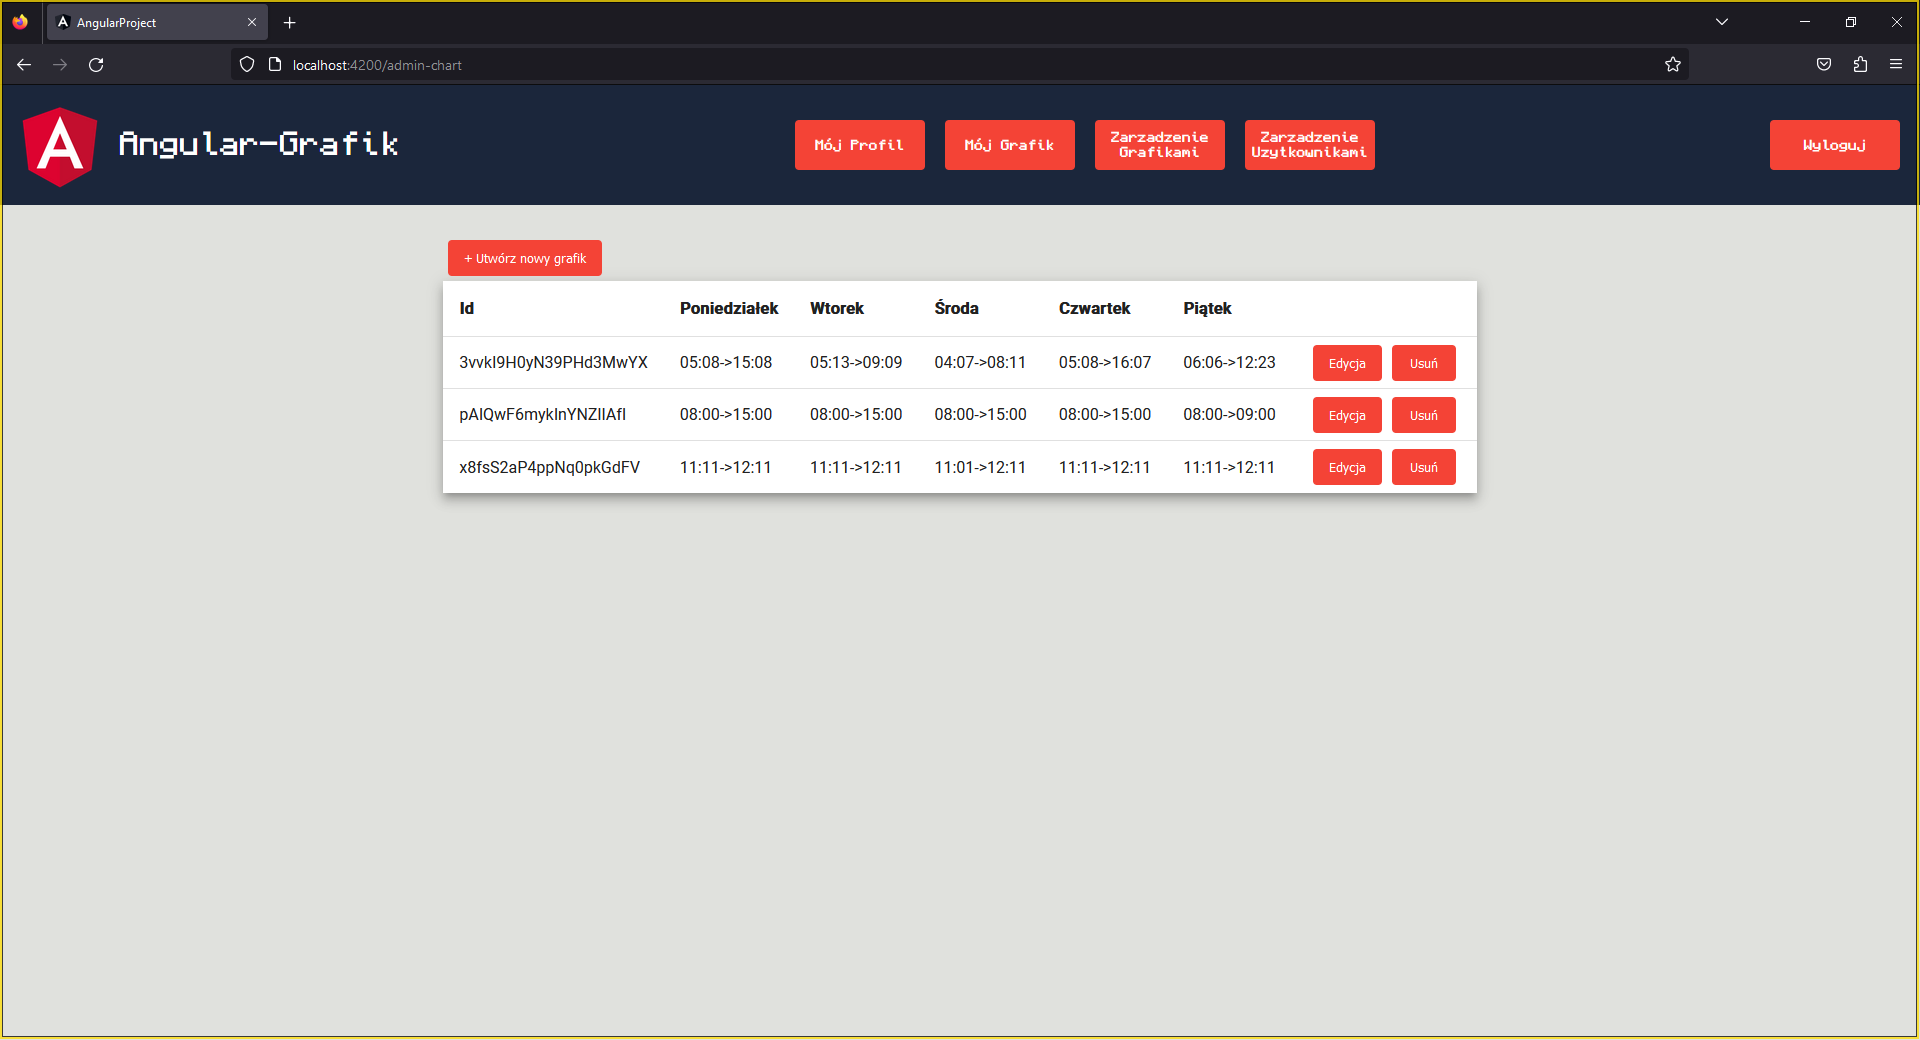 AngularProject
localhost:4200/admin-chart
Angular-Grafik
Mój Profil
Mój Grafik
Zarzadzenie
Grafikami
Zarzadzenie
Uzytkownikami
Wyloguj
+ Utwórz nowy grafik
Id Poniedziałek Wtorek Środa Czwartek Piątek
3vvkI9H0yN39PHd3MwYX 05:08->15:08 05:13->09:09 04:07->08:11 05:08->16:07 06:06->12:23 Edycja Usuń
pAIQwF6mykInYNZIIAfI 08:00->15:00 08:00->15:00 08:00->15:00 08:00->15:00 08:00->09:00 Edycja Usuń
x8fsS2aP4ppNq0pkGdFV 11:11->12:11 11:11->12:11 11:01->12:11 11:11->12:11 11:11->12:11 Edycja Usuń